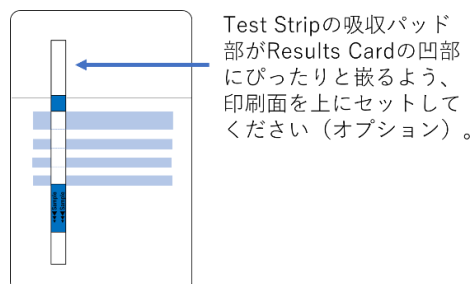 Test Stripの吸収パッド
部がResults Cardの凹部
にぴったりと嵌るよう、
印刷面を上にセットして
ください（オプション）。
Sample
Sample